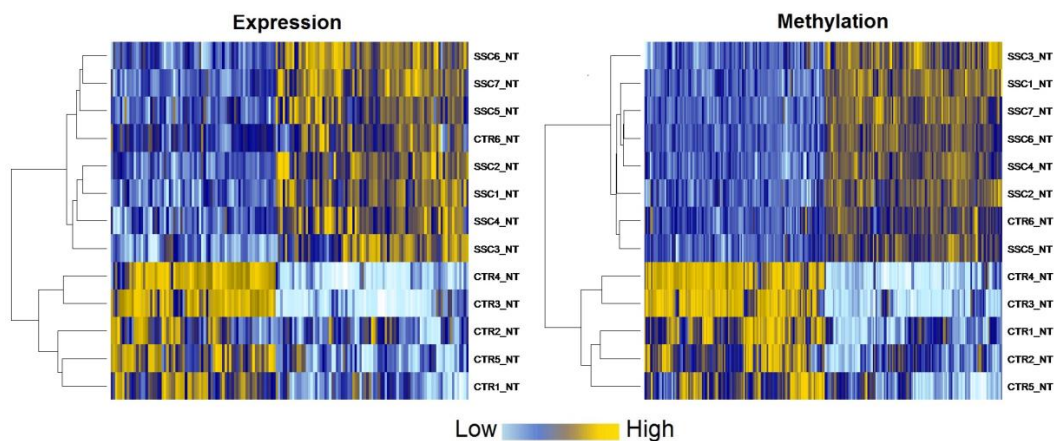 Expression
SSC6_NT
SSC7_NT
SSC5_NT
CTR6_NT
SSC2_NT
SSC1_NT
SSC4_NT
SSC3_NT
CTR4_NT
CTR3_NT
CTR2_NT
CTR5_NT
CTR1_NT
Methylation
SSC3_NT
SSC1_NT
SSC7_NT
SSC6_NT
SSC4_NT
SSC2_NT
CTR6_NT
SSC5_NT
CTR4_NT
CTR3_NT
CTR1_NT
CTR2_NT
CTR5_NT
Low High